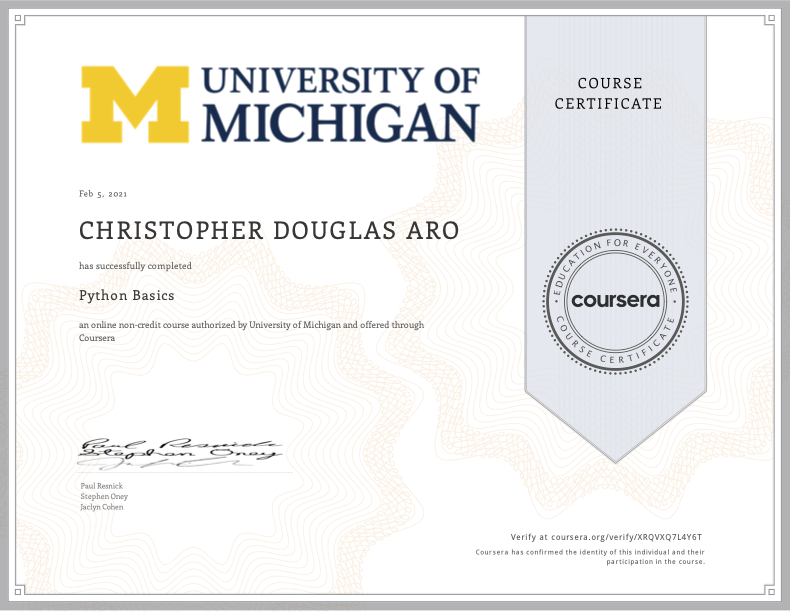 UNIVERSITY OF
MICHIGAN
COURSE
CERTIFICATE
Feb 5, 2021
CHRISTOPHER DOUGLAS ARO
has successfully completed
Python Basics
an online non-credit course authorized by University of Michigan and offered through
Coursera
EDUCATION FOR EVERYONE
coursera
COURSE CERTIFICATE
Paul Resnick
Stephen Oney
Paul Resnick
Stephen Oney
Jaclyn Cohen
Verify at coursera.org/verify/XRQVXQ7L4Y6T
Coursera has confirmed the identity of this individual and their
participation in the course.